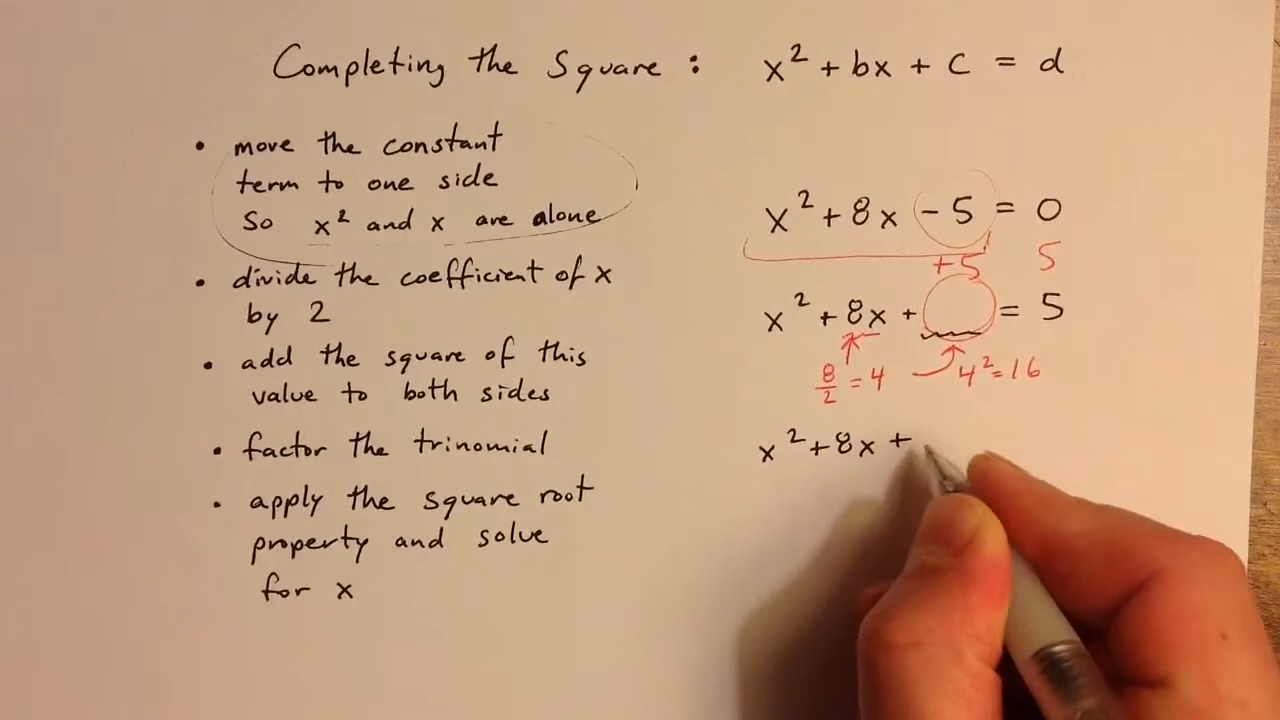 Completing the Square : x² + bx + c = d
• move the constant
term to one side
So x² and x are alone
• divide the coefficient of x
by 2
• add the square of this
value to both sides
• factor the trinomial
• apply the square root
property and solve
for x
x² + 8x - 5 = 0
+5 5
x² + 8x + = 5
8/2 = 4 4² = 16
x² + 8x +